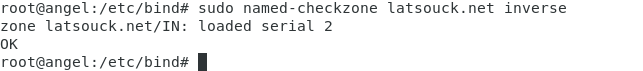 root@angel:/etc/bind# sudo named-checkzone latsouck.net inverse
zone latsouck.net/IN: loaded serial 2
OK
root@angel:/etc/bind#